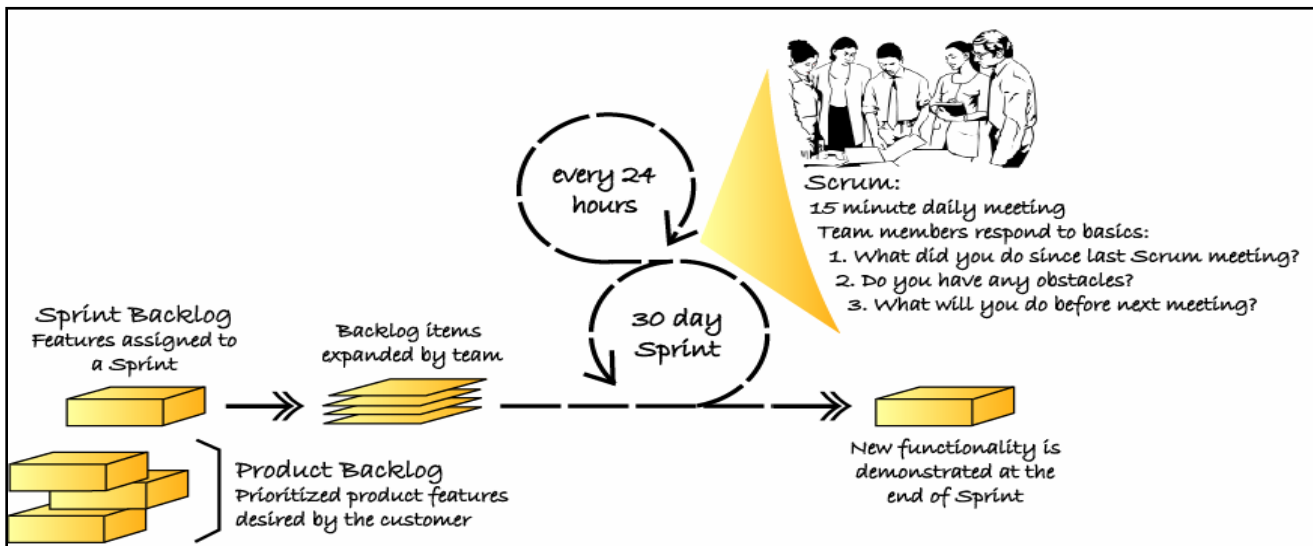 every 24
hours
Scrum:
15 minute daily meeting
Team members respond to basics:
1. What did you do since last Scrum meeting?
2. Do you have any obstacles?
3. What will you do before next meeting?
30 day
Sprint
Sprint Backlog
Features assigned to
a Sprint
Backlog items
expanded by team
Product Backlog
Prioritized product features
desired by the customer
New functionality is
demonstrated at the
end of Sprint